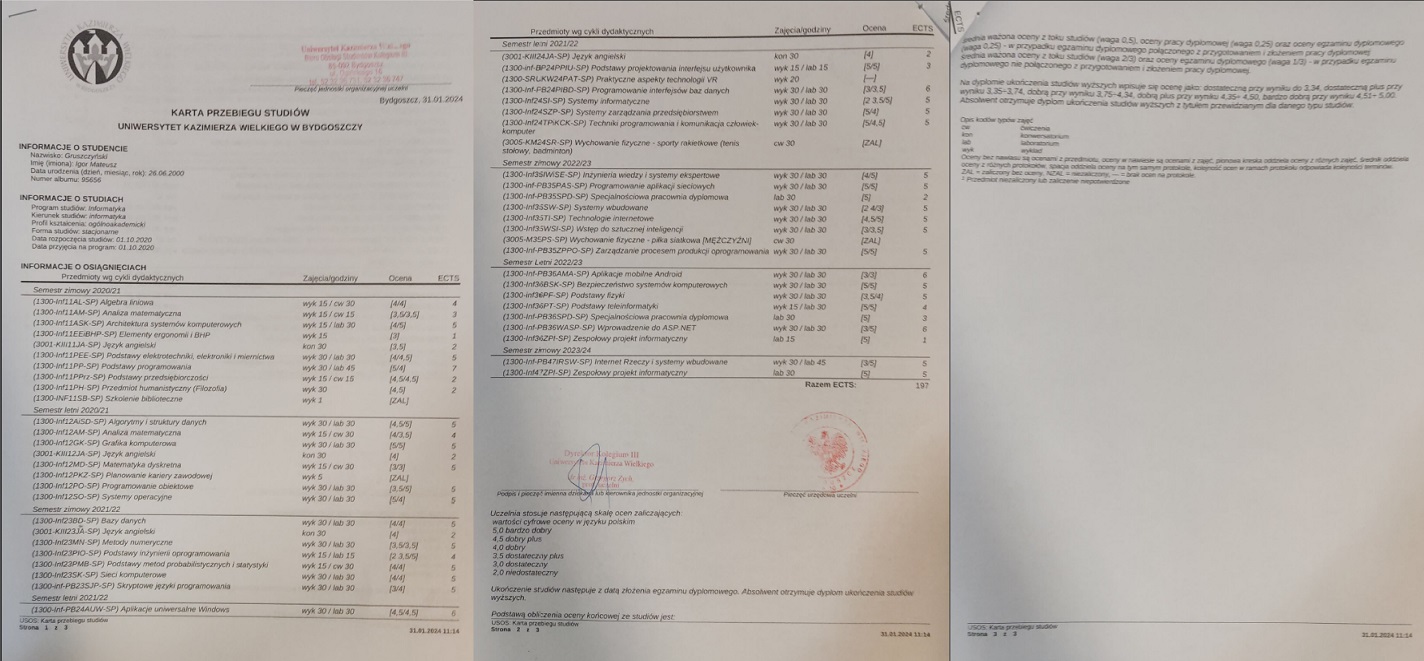 Uniwersytet Kazimierza Wielkiego
Pieczęć jednostki organizacyjnej uczelni
Bydgoszcz, 31.01.2024
KARTA PRZEBIEGU STUDIÓW
UNIWERSYTET KAZIMIERZA WIELKIEGO W BYDGOSZCZY
INFORMACJE O STUDENCIE
Nazwisko: Gruszczyński
Imię (imiona): Igor Mateusz
Data urodzenia (dzień, miesiąc, rok): 26.06.2000
Numer albumu: 95656
INFORMACJE O STUDIACH
Program studiów: informatyka
Kierunek studiów: informatyka
Profil kształcenia: ogólnoakademicki
Forma studiów: stacjonarne
Data rozpoczęcia studiów: 01.10.2020
Data przyjęcia na program: 01.10.2020
INFORMACJE O OSIĄGNIĘCIACH
Przedmioty wg cykli dydaktycznych Zajęcia/godziny Ocena ECTS
Semestr zimowy 2020/21
(1300-Inf11AL-SP) Algebra liniowa wyk 15 / cw 30 [4/4] 4
(1300-Inf11AM-SP) Analiza matematyczna wyk 15 / cw 15 [3,5/3,5] 3
(1300-Inf11ASK-SP) Architektura systemów komputerowych wyk 15 / lab 30 [4/5] 5
(1300-Inf11EEiBHP-SP) Elementy ergonomii i BHP wyk 15 [3] 1
(3001-KIII11JA-SP) Język angielski kon 30 [3,5] 2
(1300-Inf11PEE-SP) Podstawy elektrotechniki, elektroniki i miernictwa wyk 30 / lab 30 [4/4,5] 5
(1300-Inf11PP-SP) Podstawy programowania wyk 30 / lab 45 [5/4] 7
(1300-Inf11PPrz-SP) Podstawy przedsiębiorczości wyk 15 / cw 15 [4,5/4,5] 2
(1300-Inf11PH-SP) Przedmiot humanistyczny (Filozofia) wyk 30 [4,5] 2
(1300-INF11SB-SP) Szkolenie biblioteczne wyk 1 [ZAL]
Semestr letni 2020/21
(1300-Inf12AiSD-SP) Algorytmy i struktury danych wyk 30 / lab 30 [4,5/5] 5
(1300-Inf12AM-SP) Analiza matematyczna wyk 15 / cw 30 [4/3,5] 4
(1300-Inf12GK-SP) Grafika komputerowa wyk 30 / lab 30 [5/5] 5
(3001-KIII12JA-SP) Język angielski kon 30 [4] 2
(1300-Inf12MD-SP) Matematyka dyskretna wyk 15 / cw 30 [3/3] 5
(1300-Inf12PKZ-SP) Planowanie kariery zawodowej wyk 5 [ZAL]
(1300-Inf12PO-SP) Programowanie obiektowe wyk 30 / lab 30 [3,5/5] 5
(1300-Inf12SO-SP) Systemy operacyjne wyk 30 / lab 30 [5/4] 5
Semestr zimowy 2021/22
(1300-Inf23BD-SP) Bazy danych wyk 30 / lab 30 [4/4] 5
(3001-KIII23JA-SP) Język angielski kon 30 [4] 2
(1300-Inf23MN-SP) Metody numeryczne wyk 30 / lab 30 [3,5/3,5] 5
(1300-Inf23PIO-SP) Podstawy inżynierii oprogramowania wyk 15 / lab 15 [2 3,5/5] 4
(1300-Inf23PMB-SP) Podstawy metod probabilistycznych i statystyki wyk 15 / cw 30 [4/4] 5
(1300-Inf23SK-SP) Sieci komputerowe wyk 30 / lab 30 [4/4] 5
(1300-Inf-PB23SJP-SP) Skryptowe języki programowania wyk 30 / lab 30 [3/4] 5
Semestr letni 2021/22
(1300-Inf-PB24AUW-SP) Aplikacje uniwersalne Windows wyk 30 / lab 30 [4,5/4,5] 6
USOS: Karta przebiegu studiów
Strona 1 z 3 31.01.2024 11:14
Przedmioty wg cykli dydaktycznych Zajęcia/godziny Ocena ECTS
Semestr letni 2021/22
(3001-KIII24JA-SP) Język angielski kon 30 [4] 2
(1300-inf-BP24PPIU-SP) Podstawy projektowania interfejsu użytkownika wyk 15 / lab 15 [5/5] 3
(1300-SRUKW24PAT-SP) Praktyczne aspekty technologii VR wyk 20 [---]
(1300-Inf-PB24PIBD-SP) Programowanie interfejsów baz danych wyk 30 / lab 30 [3/3,5] 6
(1300-Inf24SI-SP) Systemy informatyczne wyk 30 / lab 30 [2 3,5/5] 5
(1300-Inf24SZP-SP) Systemy zarządzania przedsiębiorstwem wyk 30 / lab 30 [5/4] 5
(1300-Inf24TPiKCK-SP) Techniki programowania i komunikacja człowiek- wyk 30 / lab 30 [5/4,5] 5
komputer
(3005-KM24SR-SP) Wychowanie fizyczne - sporty rakietkowe (tenis cw 30 [ZAL]
stołowy, badminton)
Semestr zimowy 2022/23
(1300-Inf35IWiSE-SP) Inżynieria wiedzy i systemy ekspertowe wyk 30 / lab 30 [4/5] 5
(1300-Inf-PB35PAS-SP) Programowanie aplikacji sieciowych wyk 30 / lab 30 [5/5] 5
(1300-Inf-PB35SPD-SP) Specjalnościowa pracownia dyplomowa lab 30 [5] 2
(1300-Inf35SW-SP) Systemy wbudowane wyk 30 / lab 30 [2 4/3] 5
(1300-Inf35TI-SP) Technologie internetowe wyk 30 / lab 30 [4,5/5] 5
(1300-Inf35WSI-SP) Wstęp do sztucznej inteligencji wyk 30 / lab 30 [3/3,5] 5
(3005-M35PS-SP) Wychowanie fizyczne - piłka siatkowa [MĘŻCZYŹNI] cw 30 [ZAL]
(1300-Inf-PB35ZPPO-SP) Zarządzanie procesem produkcji oprogramowania wyk 30 / lab 30 [5/5] 5
Semestr Letni 2022/23
(1300-Inf-PB36AMA-SP) Aplikacje mobilne Android wyk 30 / lab 30 [3/3] 6
(1300-Inf36BSK-SP) Bezpieczeństwo systemów komputerowych wyk 30 / lab 30 [5/5] 5
(1300-inf36PF-SP) Podstawy fizyki wyk 30 / lab 30 [3,5/4] 5
(1300-Inf36PT-SP) Podstawy teleinformatyki wyk 15 / lab 30 [5/5] 4
(1300-Inf-PB36SPD-SP) Specjalnościowa pracownia dyplomowa lab 30 [5] 3
(1300-Inf-PB36WASP-SP) Wprowadzenie do ASP.NET wyk 30 / lab 30 [3/5] 6
(1300-Inf36ZPI-SP) Zespołowy projekt informatyczny lab 15 [5] 1
Semestr zimowy 2023/24
(1300-Inf-PB47IRSW-SP) Internet Rzeczy i systemy wbudowane wyk 30 / lab 45 [3/5] 5
(1300-Inf47ZPI-SP) Zespołowy projekt informatyczny lab 30 [5] 5
Razem ECTS: 197
Dyrektor Kolegium III
Uniwersytetu Kazimierza Wielkiego
Podpis i pieczęć imienna dziekana lub kierownika jednostki organizacyjnej Pieczęć urzędowa uczelni
Uczelnia stosuje następującą skalę ocen zaliczających:
wartości cyfrowe oceny w języku polskim
5,0 bardzo dobry
4,5 dobry plus
4,0 dobry
3,5 dostateczny plus
3,0 dostateczny
2,0 niedostateczny
Ukończenie studiów następuje z datą złożenia egzaminu dyplomowego. Absolwent otrzymuje dyplom ukończenia studiów
wyższych.
Podstawą obliczenia oceny końcowej ze studiów jest:
USOS: Karta przebiegu studiów
Strona 2 z 3 31.01.2024 11:14
ECTS
średnia ważona oceny z toku studiów (waga 0,5), oceny pracy dyplomowej (waga 0,25) oraz oceny egzaminu dyplomowego
(waga 0,25) - w przypadku egzaminu dyplomowego połączonego z przygotowaniem i złożeniem pracy dyplomowej
średnia ważona oceny z toku studiów (waga 2/3) oraz oceny egzaminu dyplomowego (waga 1/3) - w przypadku egzaminu
dyplomowego nie połączonego z przygotowaniem i złożeniem pracy dyplomowej.
Na dyplomie ukończenia studiów wyższych wpisuje się ocenę jako: dostateczną przy wyniku do 3,34, dostateczną plus przy
wyniku 3,35÷3,74, dobrą przy wyniku 3,75÷4,34, dobrą plus przy wyniku 4,35÷ 4,50, bardzo dobrą przy wyniku 4,51÷ 5,00.
Absolwent otrzymuje dyplom ukończenia studiów wyższych z tytułem przewidzianym dla danego typu studiów.
Opis kodów typów zajęć
cw ćwiczenia
kon konwersatorium
lab laboratorium
wyk wykład
Oceny bez nawiasu są ocenami z przedmiotu, oceny w nawiasie są ocenami z zajęć, pionowa kreska oddziela oceny z różnych zajęć, średnik oddziela
oceny z różnych protokołów, spacja oddziela oceny na tym samym protokole, kolejność ocen w ramach protokołu odpowiada kolejności terminów.
ZAL = zaliczony bez oceny, NZAL = niezaliczony, --- = brak ocen na protokole
Przedmiot niezaliczony lub zaliczenie niepotwierdzone
USOS: Karta przebiegu studiów
Strona 3 z 3 31.01.2024 11:14